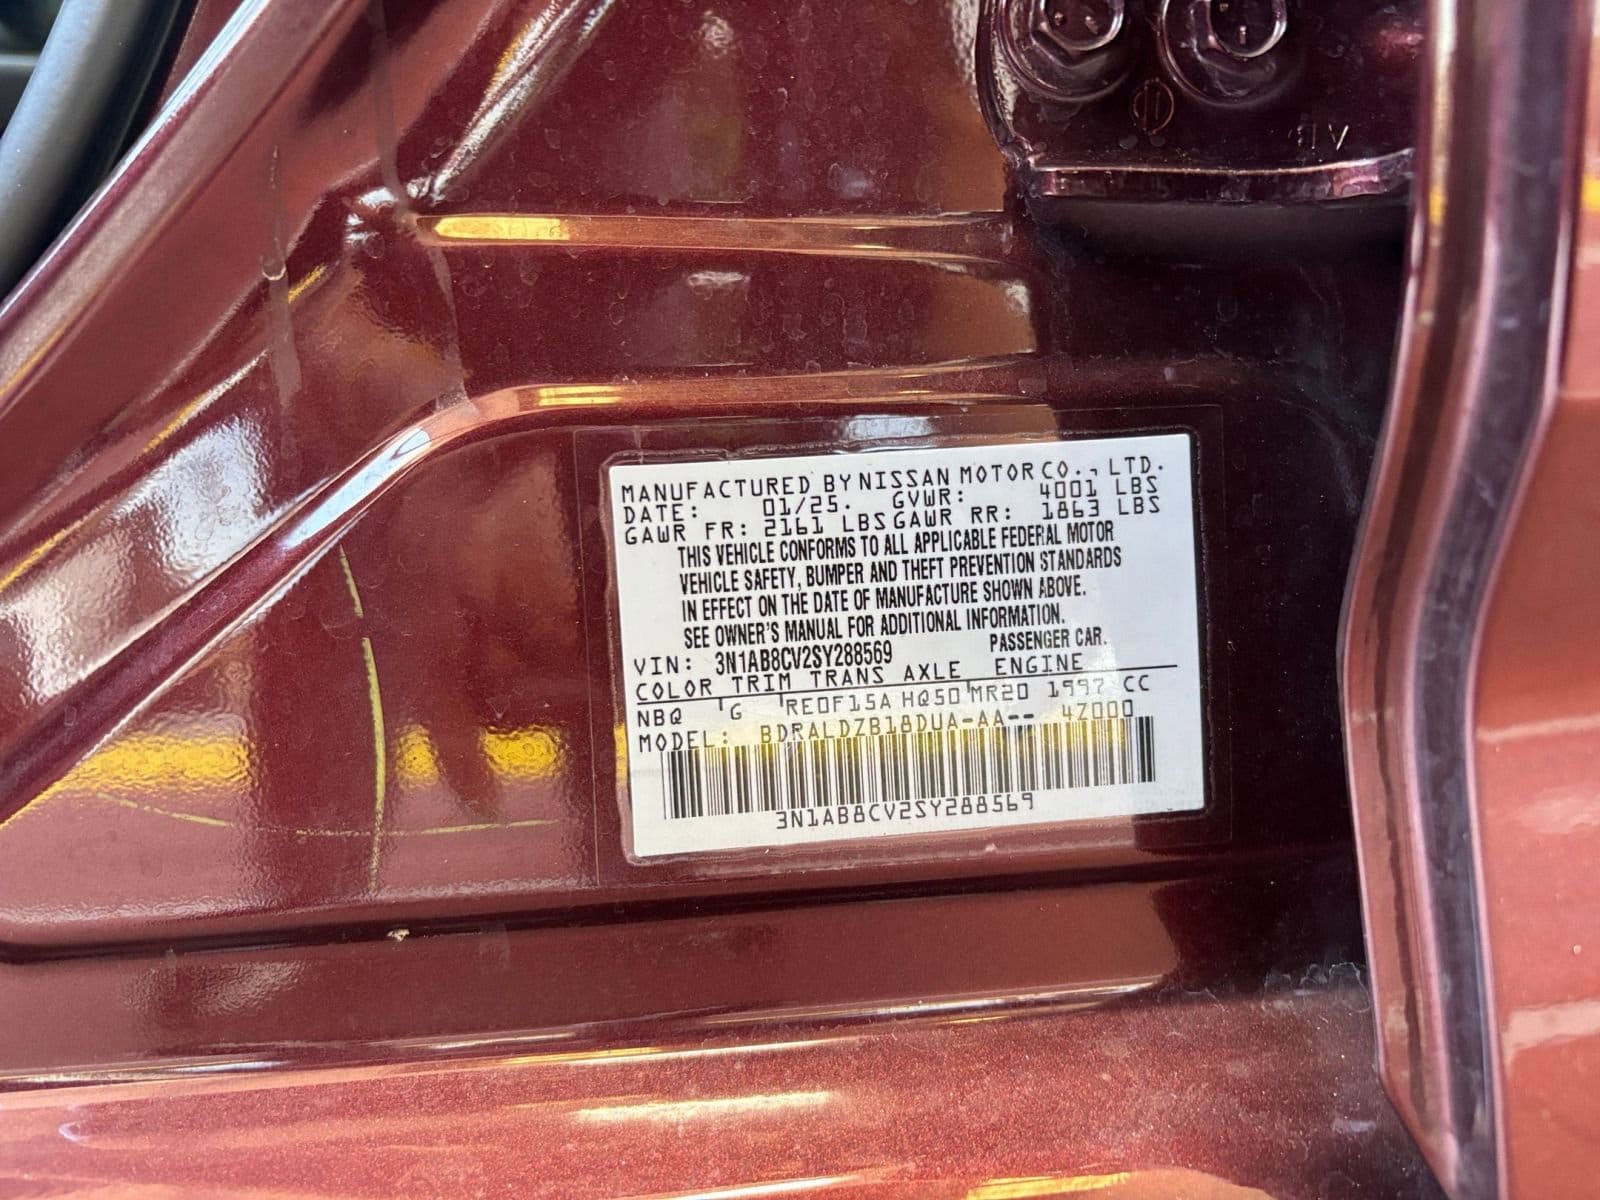 MANUFACTURED BY NISSAN MOTOR CO., LTD.
DATE: 01/25. GVWR: 4001 LBS
GAWR FR: 2161 LBS GAWR RR: 1863 LBS
THIS VEHICLE CONFORMS TO ALL APPLICABLE FEDERAL MOTOR
VEHICLE SAFETY, BUMPER AND THEFT PREVENTION STANDARDS
IN EFFECT ON THE DATE OF MANUFACTURE SHOWN ABOVE.
SEE OWNER'S MANUAL FOR ADDITIONAL INFORMATION.
VIN: 3N1AB8CV2SY288569 PASSENGER CAR.
COLOR TRIM TRANS AXLE ENGINE
NBQ G RE0F15A HQ50 MR20 1997 CC
MODEL: BDRALDZB18DUA-AA-- 4Z000
3N1AB8CV2SY288569